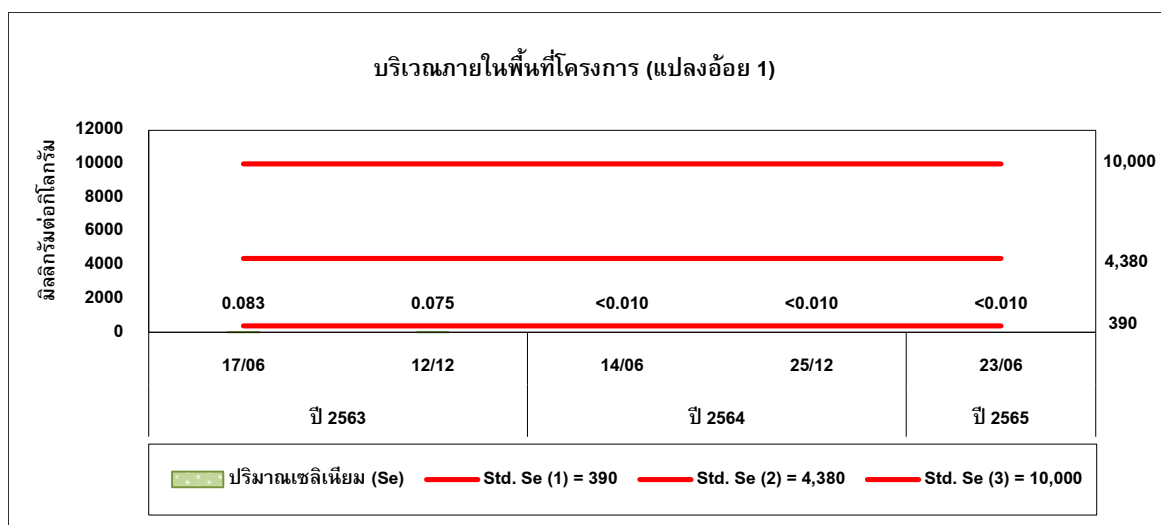 บริเวณภายในพื้นที่โครงการ (แปลงอ้อย 1)
มิลลิกรัมต่อกิโลกรัม
12000
10000
8000
6000
4000
2000
0
10,000
4,380
390
0.083 0.075 <0.010 <0.010 <0.010
17/06 12/12 14/06 25/12 23/06
ปี 2563 ปี 2564 ปี 2565
ปริมาณเซลิเนียม (Se) Std. Se (1) = 390 Std. Se (2) = 4,380 Std. Se (3) = 10,000